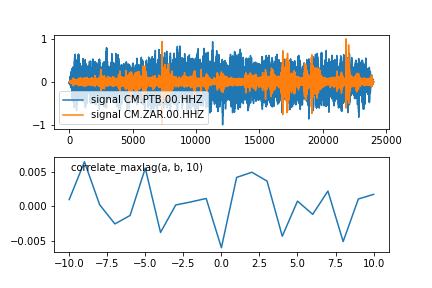 1
0
−1
signal CM.PTB.00.HHZ
signal CM.ZAR.00.HHZ
0 5000 10000 15000 20000 25000
correlate_maxlag(a, b, 10)
0.005
0.000
−0.005
−10.0 −7.5 −5.0 −2.5 0.0 2.5 5.0 7.5 10.0